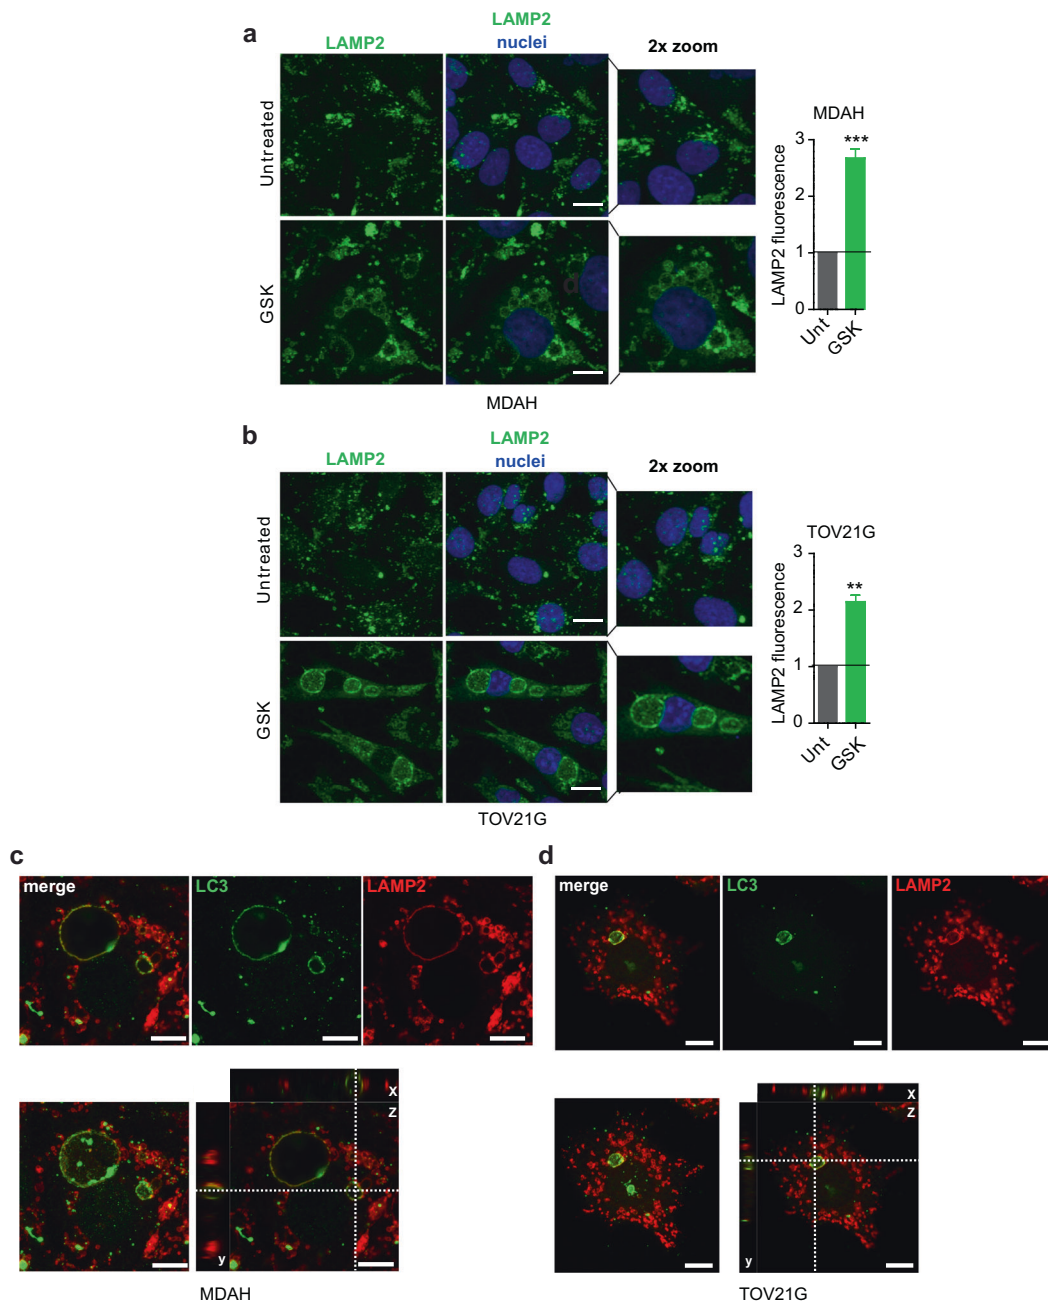 a
LAMP2
LAMP2
nuclei
2x zoom
Untreated
GSK
MDAH
MDAH
LAMP2 fluorescence
3
2
1
0
***
Unt
GSK
b
LAMP2
LAMP2
nuclei
2x zoom
Untreated
GSK
TOV21G
TOV21G
LAMP2 fluorescence
3
2
1
0
**
Unt
GSK
c
merge
LC3
LAMP2
x
z
y
MDAH
d
merge
LC3
LAMP2
x
z
y
TOV21G